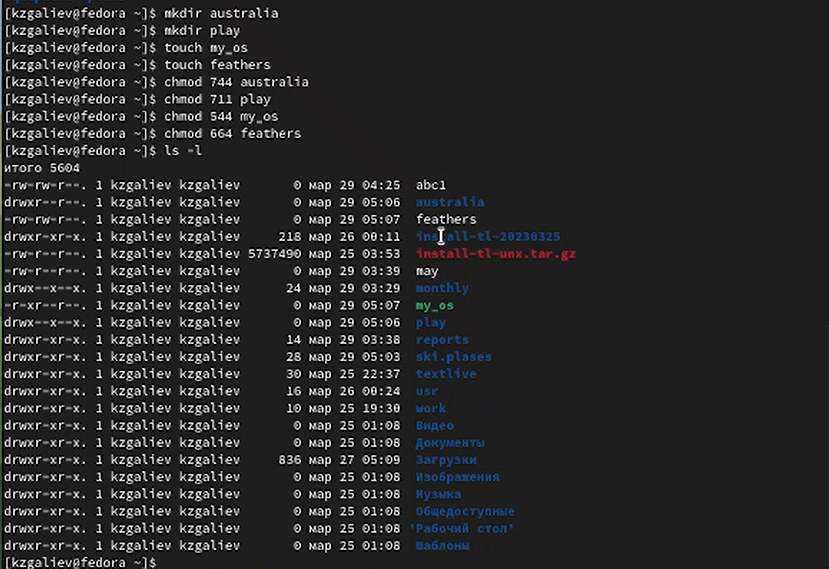 [kzgaliev@fedora ~]$ mkdir australia
[kzgaliev@fedora ~]$ mkdir play
[kzgaliev@fedora ~]$ touch my_os
[kzgaliev@fedora ~]$ touch feathers
[kzgaliev@fedora ~]$ chmod 744 australia
[kzgaliev@fedora ~]$ chmod 711 play
[kzgaliev@fedora ~]$ chmod 544 my_os
[kzgaliev@fedora ~]$ chmod 664 feathers
[kzgaliev@fedora ~]$ ls -l
итого 5604
-rw-rw-r--. 1 kzgaliev kzgaliev 0 мар 29 04:25 abc1
drwxr--r--. 1 kzgaliev kzgaliev 0 мар 29 05:06 australia
-rw-rw-r--. 1 kzgaliev kzgaliev 0 мар 29 05:07 feathers
drwxr-xr-x. 1 kzgaliev kzgaliev 218 мар 26 00:11 install-tl-20230325
-rw-r--r--. 1 kzgaliev kzgaliev 5737490 мар 25 03:53 install-tl-unx.tar.gz
-rw-r--r--. 1 kzgaliev kzgaliev 0 мар 29 03:39 may
drwx--x--x. 1 kzgaliev kzgaliev 24 мар 29 03:29 monthly
-r-xr--r--. 1 kzgaliev kzgaliev 0 мар 29 05:07 my_os
drwx--x--x. 1 kzgaliev kzgaliev 0 мар 29 05:06 play
drwxr-xr-x. 1 kzgaliev kzgaliev 14 мар 29 03:38 reports
drwxr-xr-x. 1 kzgaliev kzgaliev 28 мар 29 05:03 ski.plases
drwxr-xr-x. 1 kzgaliev kzgaliev 30 мар 25 22:37 textlive
drwxr-xr-x. 1 kzgaliev kzgaliev 16 мар 26 00:24 usr
drwxr-xr-x. 1 kzgaliev kzgaliev 10 мар 25 19:30 work
drwxr-xr-x. 1 kzgaliev kzgaliev 0 мар 25 01:08 Видео
drwxr-xr-x. 1 kzgaliev kzgaliev 0 мар 25 01:08 Документы
drwxr-xr-x. 1 kzgaliev kzgaliev 836 мар 27 05:09 Загрузки
drwxr-xr-x. 1 kzgaliev kzgaliev 0 мар 25 01:08 Изображения
drwxr-xr-x. 1 kzgaliev kzgaliev 0 мар 25 01:08 Музыка
drwxr-xr-x. 1 kzgaliev kzgaliev 0 мар 25 01:08 Общедоступные
drwxr-xr-x. 1 kzgaliev kzgaliev 0 мар 25 01:08 'Рабочий стол'
drwxr-xr-x. 1 kzgaliev kzgaliev 0 мар 25 01:08 Шаблоны
[kzgaliev@fedora ~]$